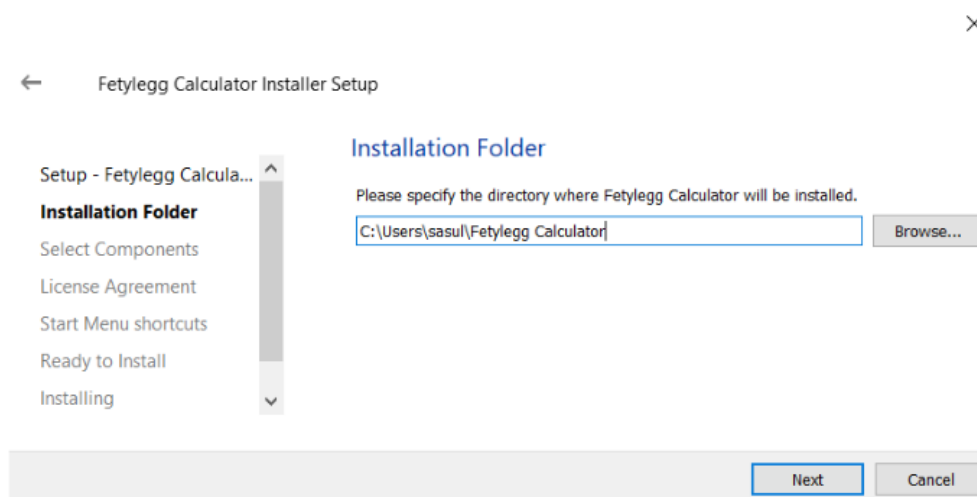 Fetylegg Calculator Installer Setup
Setup - Fetylegg Calcula...
Installation Folder
Select Components
License Agreement
Start Menu shortcuts
Ready to Install
Installing
Installation Folder
Please specify the directory where Fetylegg Calculator will be installed.
C:\Users\sasul\Fetylegg Calculator
Browse...
Next
Cancel